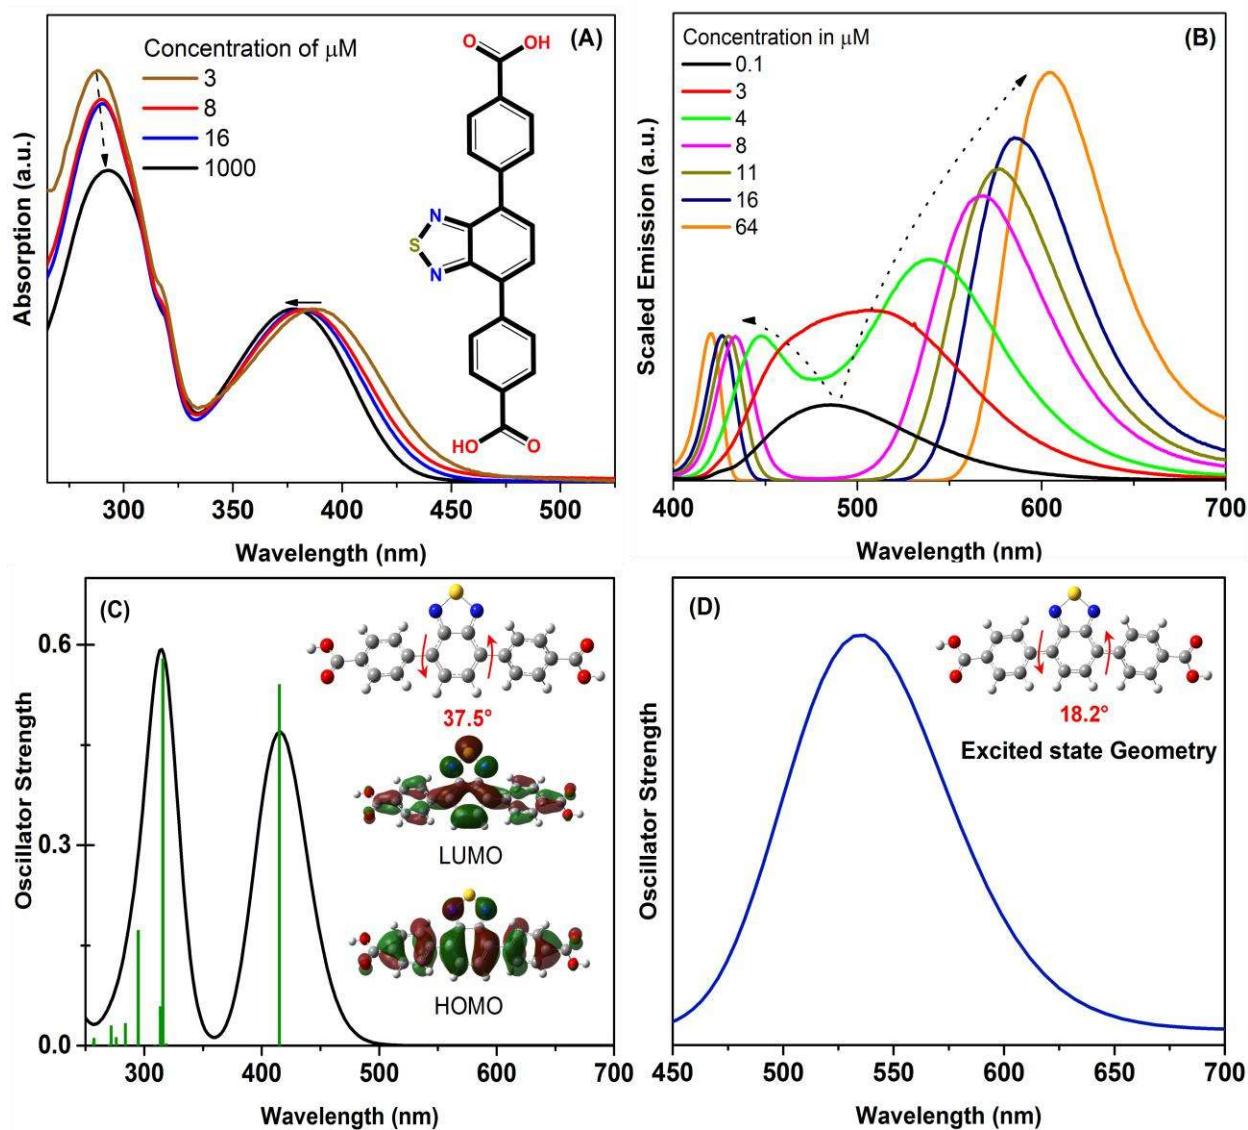 (A)
Concentration of μM
3
8
16
1000
O
OH
N
S
N
HO
O
Absorption (a.u.)
300
350
400
450
500
Wavelength (nm)
(B)
Concentration in μM
0.1
3
4
8
11
16
64
Scaled Emission (a.u.)
400
500
600
700
Wavelength (nm)
(C)
0.6
0.3
0.0
Oscillator Strength
37.5°
LUMO
HOMO
300
400
500
600
700
Wavelength (nm)
(D)
18.2°
Excited state Geometry
Oscillator Strength
450
500
550
600
650
700
Wavelength (nm)